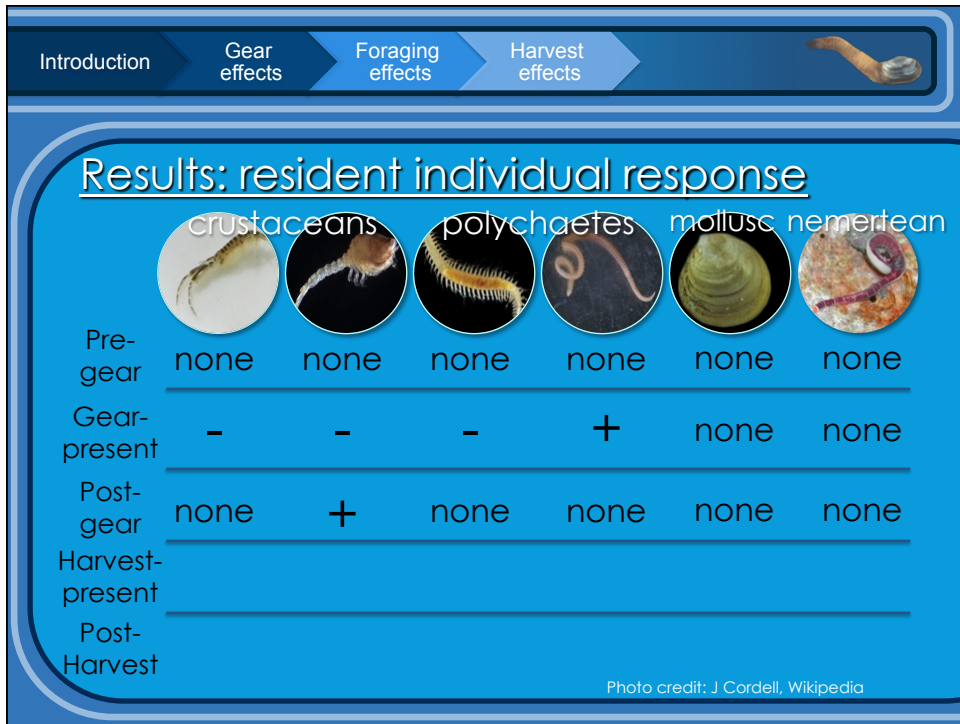 Introduction
Gear
effects
Foraging
effects
Harvest
effects
Results: resident individual response
crustaceans polychaetes mollusc nemertean
Pre-
gear none none none none none none
Gear-
present - - - + none none
Post-
gear none + none none none none
Harvest-
present
Post-
Harvest
Photo credit: J Cordell, Wikipedia